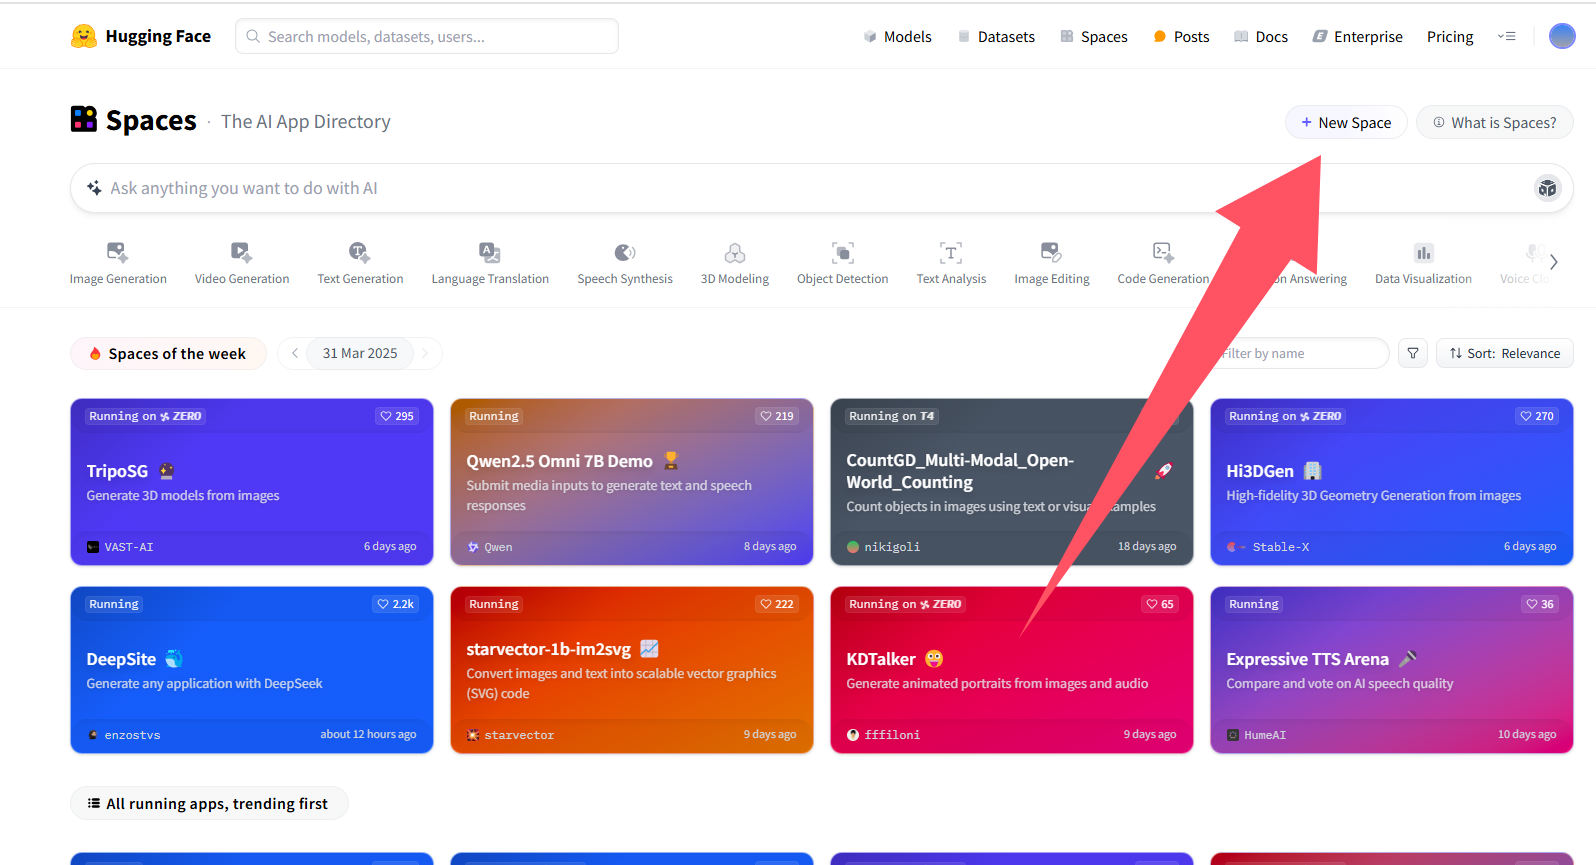 Hugging Face
Search models, datasets, users...
Models
Datasets
Spaces
Posts
Docs
Enterprise
Pricing
Spaces · The AI App Directory
+ New Space
What is Spaces?
Ask anything you want to do with AI
Image Generation
Video Generation
Text Generation
Language Translation
Speech Synthesis
3D Modeling
Object Detection
Text Analysis
Image Editing
Code Generation
Answering
Data Visualization
Voice
Spaces of the week
31 Mar 2025
Filter by name
Sort: Relevance
Running on ZERO
295
TripoSG
Generate 3D models from images
VAST-AI
6 days ago
Running
219
Qwen2.5 Omni 7B Demo
Submit media inputs to generate text and speech
responses
Qwen
8 days ago
Running on T4
CountGD_Multi-Modal_Open-
World_Counting
Count objects in images using text or visual
nikigoli
18 days ago
Running on ZERO
270
Hi3DGen
High-fidelity 3D Geometry Generation from images
Stable-X
6 days ago
Running
2.2k
DeepSite
Generate any application with DeepSeek
enzostvs
about 12 hours ago
Running
222
starvector-1b-im2svg
Convert images and text into scalable vector graphics
(SVG) code
starvector
9 days ago
Running on ZERO
65
KDTalker
Generate animated portraits from images and audio
fffiloni
9 days ago
Running
36
Expressive TTS Arena
Compare and vote on AI speech quality
HumeAI
10 days ago
All running apps, trending first